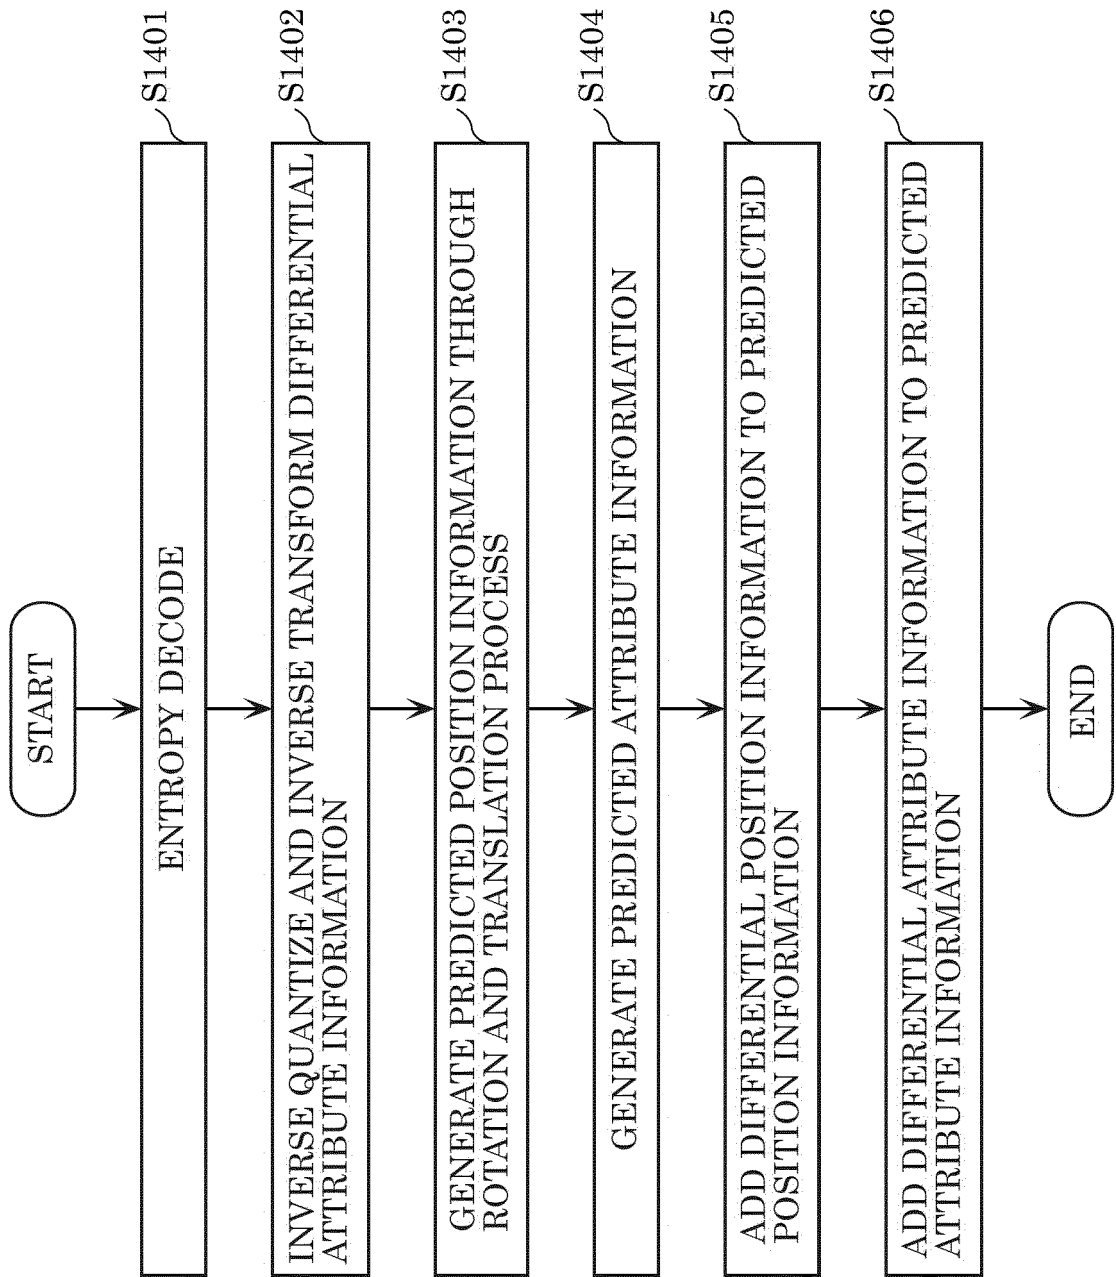 START
ENTROPY DECODE
S1401
INVERSE QUANTIZE AND INVERSE TRANSFORM DIFFERENTIAL
ATTRIBUTE INFORMATION
S1402
GENERATE PREDICTED POSITION INFORMATION THROUGH
ROTATION AND TRANSLATION PROCESS
S1403
GENERATE PREDICTED ATTRIBUTE INFORMATION
S1404
ADD DIFFERENTIAL POSITION INFORMATION TO PREDICTED
POSITION INFORMATION
S1405
ADD DIFFERENTIAL ATTRIBUTE INFORMATION TO PREDICTED
ATTRIBUTE INFORMATION
S1406
END